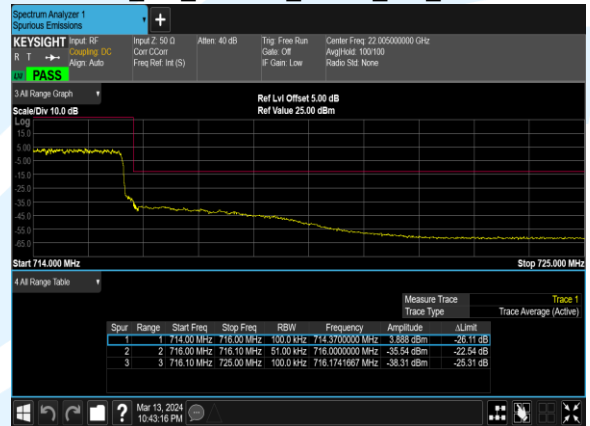 Spectrum Analyzer 1
Spurious Emissions
+
KEYSIGHT Input: RF Input Z: 50 Ω Atten: 40 dB Trig: Free Run Center Freq: 22.005000000 GHz
R T Coupling: DC Corr CCorr Gate: Off Avg|Hold: 100/100
Align: Auto Freq Ref: Int (S) IF Gain: Low Radio Std: None
PASS
3 All Range Graph
Ref Lvl Offset 5.00 dB
Scale/Div 10.0 dB Ref Value 25.00 dBm
Log
15.0
5.00
-5.00
-15.0
-25.0
-35.0
-45.0
-55.0
-65.0
Start 714.000 MHz Stop 725.000 MHz
4 All Range Table
Measure Trace Trace 1
Trace Type Trace Average (Active)
Spur Range Start Freq Stop Freq RBW Frequency Amplitude ΔLimit
1 1 714.00 MHz 716.00 MHz 100.0 kHz 714.3700000 MHz 3.888 dBm -26.11 dB
2 2 716.00 MHz 716.10 MHz 51.00 kHz 716.0000000 MHz -35.54 dBm -22.54 dB
3 3 716.10 MHz 725.00 MHz 100.0 kHz 716.1741667 MHz -38.31 dBm -25.31 dB
? Mar 13, 2024
10:43:16 PM